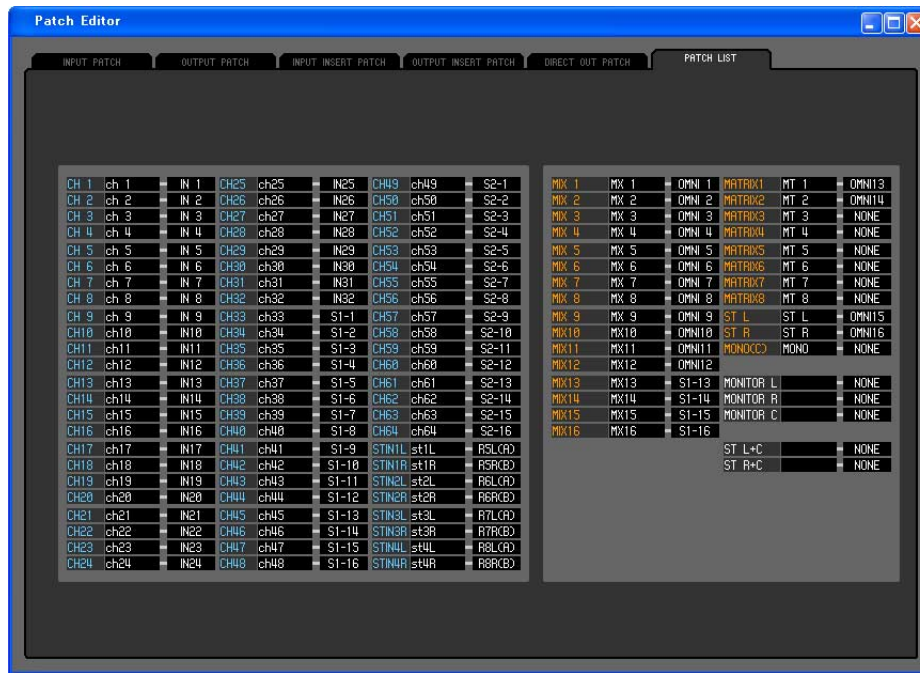 Patch Editor
INPUT PATCH OUTPUT PATCH INPUT INSERT PATCH OUTPUT INSERT PATCH DIRECT OUT PATCH PATCH LIST
CH 1 ch 1 IN 1 CH25 ch25 IN25 CH49 ch49 S2-1 MIX 1 MX 1 OMNI 1 MATRIX1 MT 1 OMNI13
CH 2 ch 2 IN 2 CH26 ch26 IN26 CH50 ch50 S2-2 MIX 2 MX 2 OMNI 2 MATRIX2 MT 2 OMNI14
CH 3 ch 3 IN 3 CH27 ch27 IN27 CH51 ch51 S2-3 MIX 3 MX 3 OMNI 3 MATRIX3 MT 3 NONE
CH 4 ch 4 IN 4 CH28 ch28 IN28 CH52 ch52 S2-4 MIX 4 MX 4 OMNI 4 MATRIX4 MT 4 NONE
CH 5 ch 5 IN 5 CH29 ch29 IN29 CH53 ch53 S2-5 MIX 5 MX 5 OMNI 5 MATRIX5 MT 5 NONE
CH 6 ch 6 IN 6 CH30 ch30 IN30 CH54 ch54 S2-6 MIX 6 MX 6 OMNI 6 MATRIX6 MT 6 NONE
CH 7 ch 7 IN 7 CH31 ch31 IN31 CH55 ch55 S2-7 MIX 7 MX 7 OMNI 7 MATRIX7 MT 7 NONE
CH 8 ch 8 IN 8 CH32 ch32 IN32 CH56 ch56 S2-8 MIX 8 MX 8 OMNI 8 MATRIX8 MT 8 NONE
CH 9 ch 9 IN 9 CH33 ch33 S1-1 CH57 ch57 S2-9 MIX 9 MX 9 OMNI 9 ST L ST L OMNI15
CH10 ch10 IN10 CH34 ch34 S1-2 CH58 ch58 S2-10 MIX10 MX10 OMNI10 ST R ST R OMNI16
CH11 ch11 IN11 CH35 ch35 S1-3 CH59 ch59 S2-11 MIX11 MX11 OMNI11 MONO(C) MONO NONE
CH12 ch12 IN12 CH36 ch36 S1-4 CH60 ch60 S2-12 MIX12 MX12 OMNI12
CH13 ch13 IN13 CH37 ch37 S1-5 CH61 ch61 S2-13 MIX13 MX13 S1-13 MONITOR L NONE
CH14 ch14 IN14 CH38 ch38 S1-6 CH62 ch62 S2-14 MIX14 MX14 S1-14 MONITOR R NONE
CH15 ch15 IN15 CH39 ch39 S1-7 CH63 ch63 S2-15 MIX15 MX15 S1-15 MONITOR C NONE
CH16 ch16 IN16 CH40 ch40 S1-8 CH64 ch64 S2-16 MIX16 MX16 S1-16
CH17 ch17 IN17 CH41 ch41 S1-9 STIN1L st1L R5L(A) ST L+C NONE
CH18 ch18 IN18 CH42 ch42 S1-10 STIN1R st1R R5R(B) ST R+C NONE
CH19 ch19 IN19 CH43 ch43 S1-11 STIN2L st2L R6L(A)
CH20 ch20 IN20 CH44 ch44 S1-12 STIN2R st2R R6R(B)
CH21 ch21 IN21 CH45 ch45 S1-13 STIN3L st3L R7L(A)
CH22 ch22 IN22 CH46 ch46 S1-14 STIN3R st3R R7R(B)
CH23 ch23 IN23 CH47 ch47 S1-15 STIN4L st4L R8L(A)
CH24 ch24 IN24 CH48 ch48 S1-16 STIN4R st4R R8R(B)